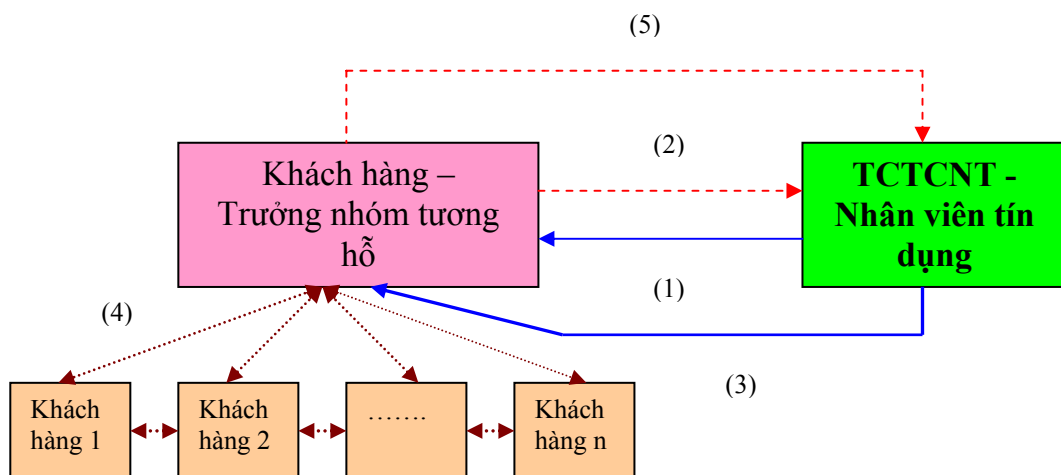 (5)
(2)
Khách hàng –
Trưởng nhóm tương
hỗ
TCTCNT -
Nhân viên tín
dụng
(1)
(4)
(3)
Khách
hàng 1
Khách
hàng 2
…….
Khách
hàng n